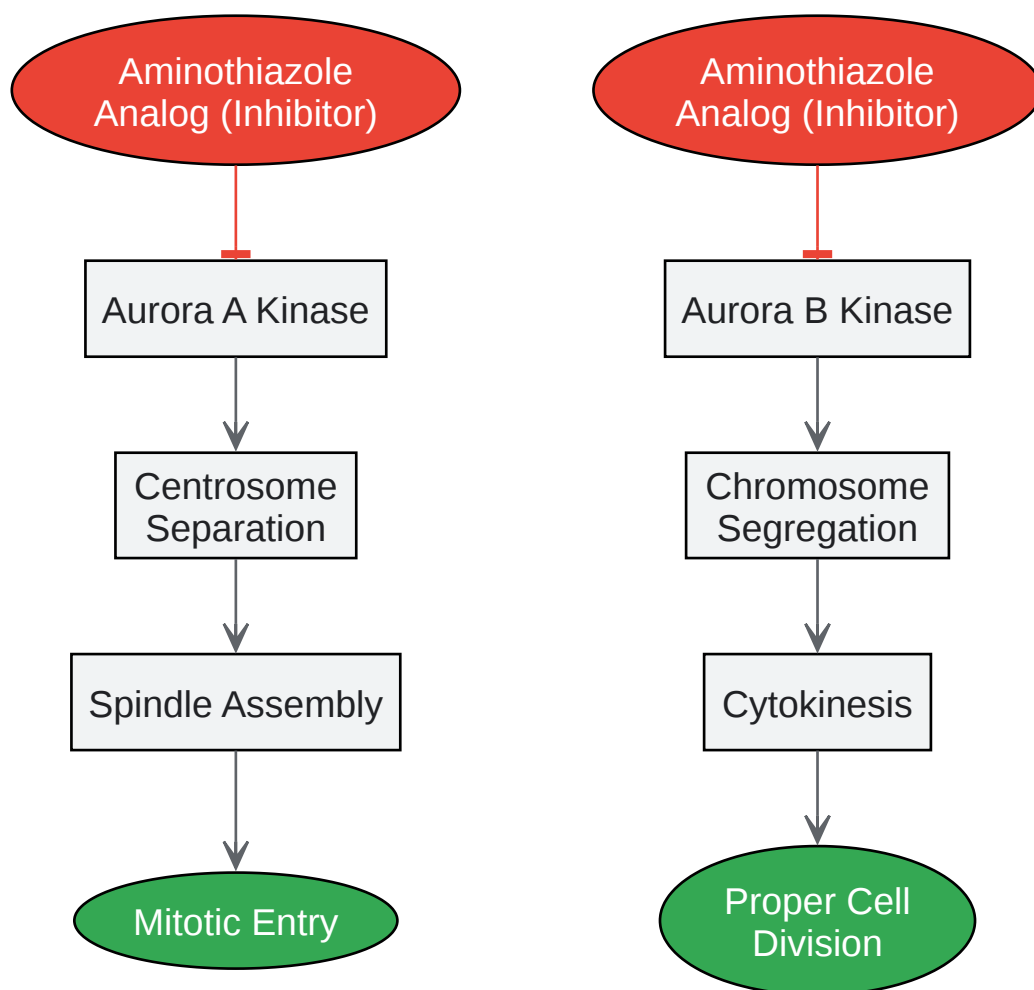 Aminothiazole
Analog (Inhibitor)
Aurora A Kinase
Centrosome
Separation
Spindle Assembly
Mitotic Entry
Aminothiazole
Analog (Inhibitor)
Aurora B Kinase
Chromosome
Segregation
Cytokinesis
Proper Cell
Division